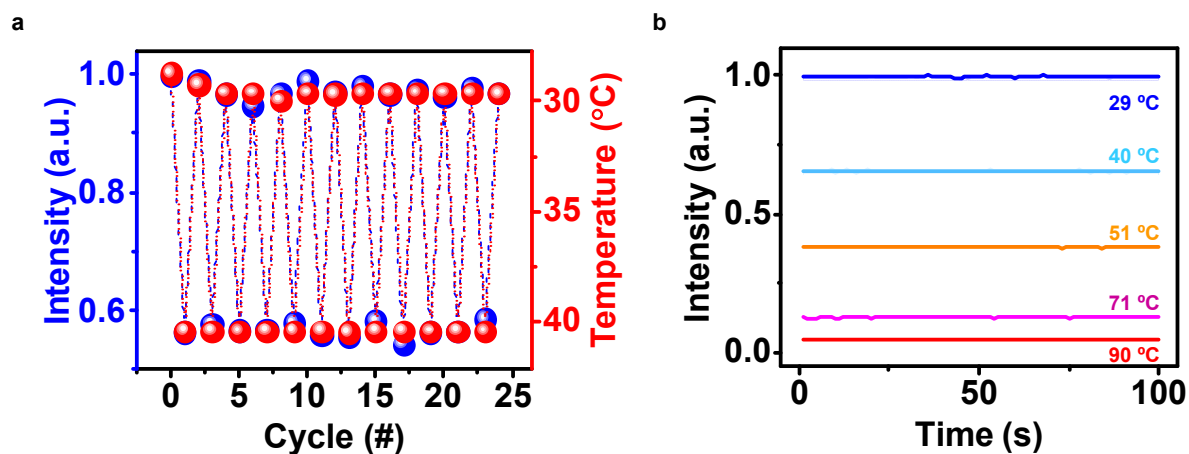 a
Intensity (a.u.)
1.0
0.8
0.6
0
5
10
15
20
25
Cycle (#)
30
35
40
Temperature (°C)
b
Intensity (a.u.)
1.0
0.5
0.0
29 ºC
40 ºC
51 ºC
71 ºC
90 ºC
0
50
100
Time (s)